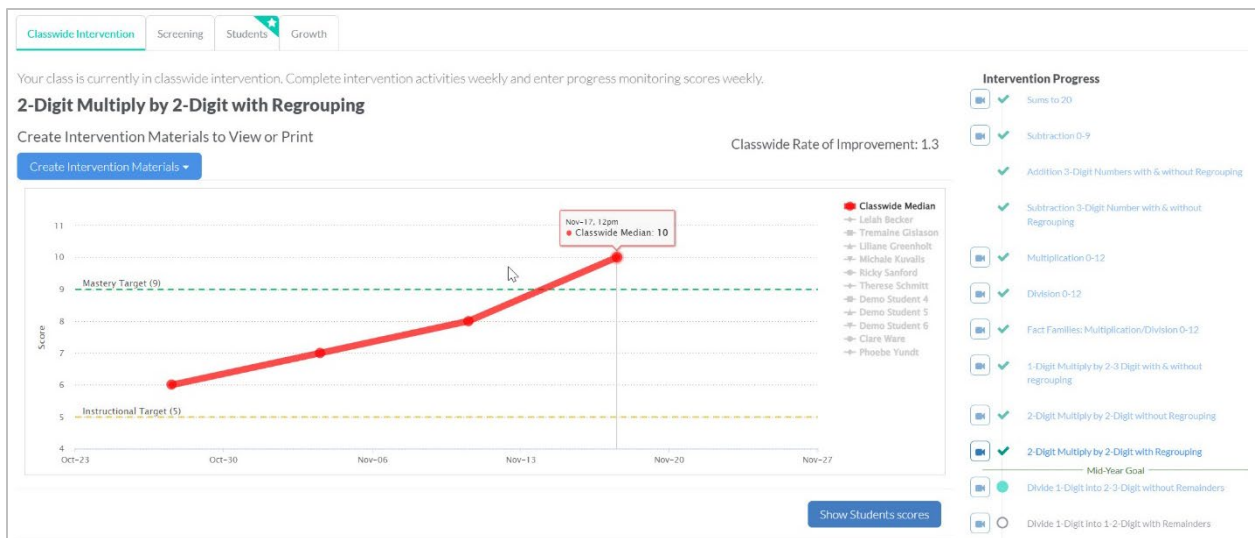 Classwide Intervention
Screening
Students
Growth
Your class is currently in classwide intervention. Complete intervention activities weekly and enter progress monitoring scores weekly.
2-Digit Multiply by 2-Digit with Regrouping
Create Intervention Materials to View or Print
Classwide Rate of Improvement: 1.3
Create Intervention Materials
11
10
9
8
7
6
5
4
Score
Mastery Target (9)
Instructional Target (5)
Nov-17, 12pm
Classwide Median: 10
Oct-23
Oct-30
Nov-06
Nov-13
Nov-20
Nov-27
Classwide Median
Lelah Becker
Tremaine Gislason
Liliane Greenholt
Michale Kuvalis
Ricky Sanford
Therese Schmitt
Demo Student 4
Demo Student 5
Demo Student 6
Clare Ware
Phoebe Yundt
Show Students scores
Intervention Progress
Sums to 20
Subtraction 0-9
Addition 3-Digit Numbers with & without Regrouping
Subtraction 3-Digit Number with & without
Regrouping
Multiplication 0-12
Division 0-12
Fact Families: Multiplication/Division 0-12
1-Digit Multiply by 2-3 Digit with & without
regrouping
2-Digit Multiply by 2-Digit without Regrouping
2-Digit Multiply by 2-Digit with Regrouping
Mid-Year Goal
Divide 1-Digit into 2-3-Digit without Remainders
Divide 1-Digit into 1-2-Digit with Remainders